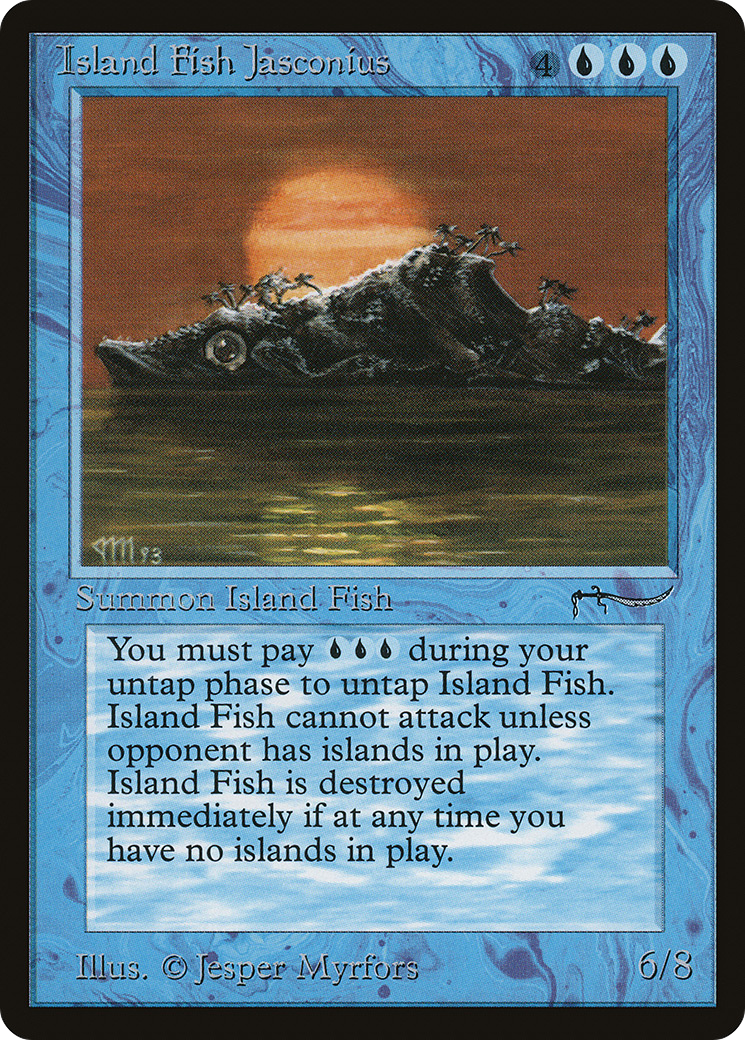 Island Fish Jasconius 4
JM 93
Summon Island Fish
You must pay during your
untap phase to untap Island Fish.
Island Fish cannot attack unless
opponent has islands in play.
Island Fish is destroyed
immediately if at any time you
have no islands in play.
Illus. © Jesper Myrfors 6/8